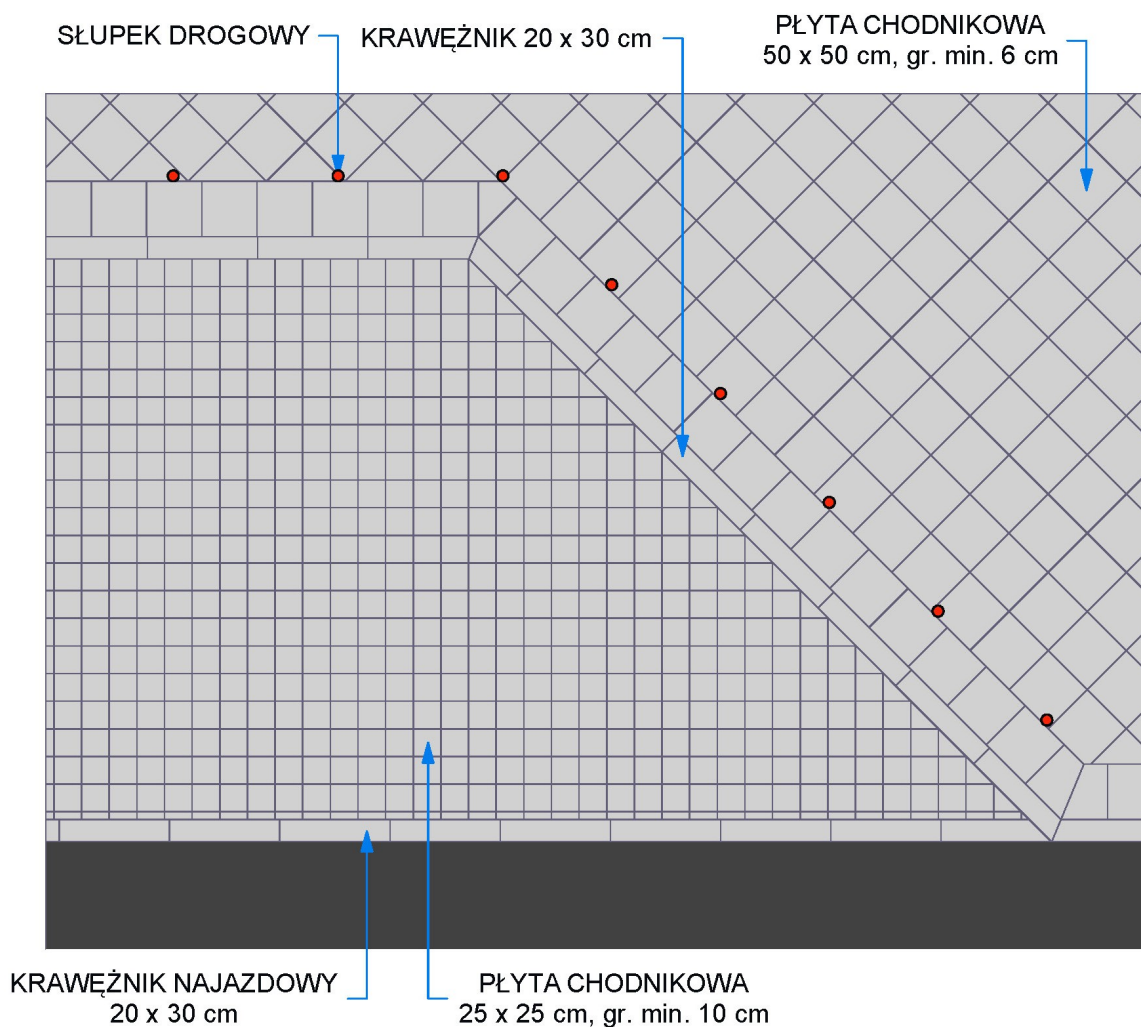 SŁUPEK DROGOWY
KRAWĘŻNIK 20 x 30 cm
PŁYTA CHODNIKOWA
50 x 50 cm, gr. min. 6 cm
KRAWĘŻNIK NAJAZDOWY
20 x 30 cm
PŁYTA CHODNIKOWA
25 x 25 cm, gr. min. 10 cm